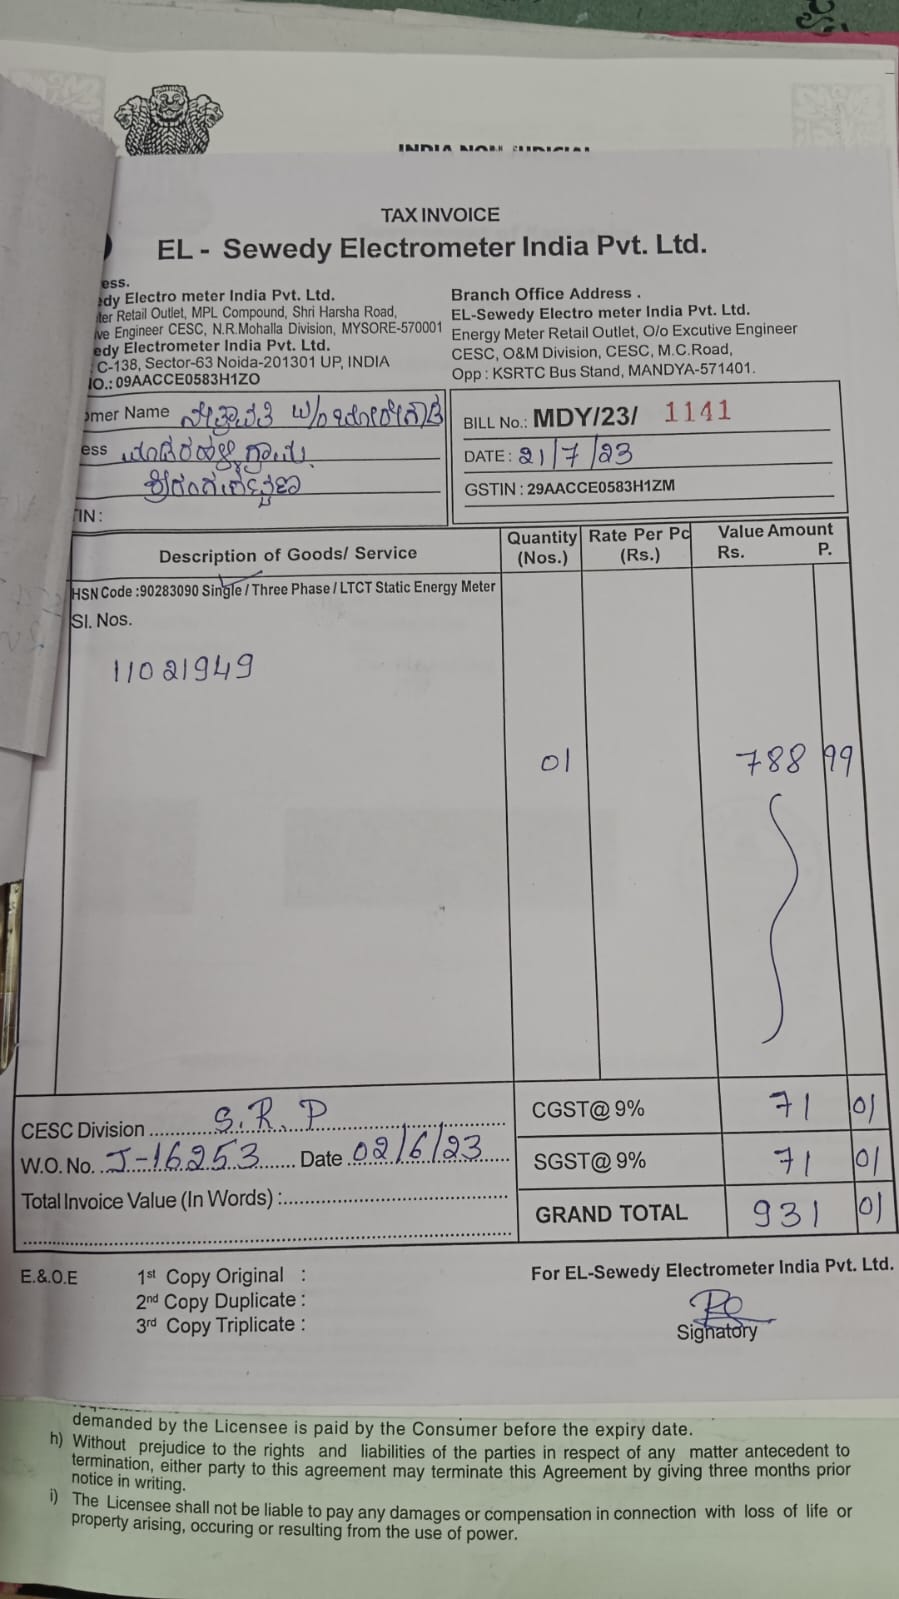 INDIA NON JUDICIAL
TAX INVOICE
EL - Sewedy Electrometer India Pvt. Ltd.
ess.
edy Electro meter India Pvt. Ltd.
ter Retail Outlet, MPL Compound, Shri Harsha Road,
ve Engineer CESC, N.R.Mohalla Division, MYSORE-570001
edy Electrometer India Pvt. Ltd.
: C-138, Sector-63 Noida-201301 UP, INDIA
NO.: 09AACCE0583H1ZO
Branch Office Address .
EL-Sewedy Electro meter India Pvt. Ltd.
Energy Meter Retail Outlet, O/o Excutive Engineer
CESC, O&M Division, CESC, M.C.Road,
Opp : KSRTC Bus Stand, MANDYA-571401.
omer Name W/o
ess
ಶ್ರೀರಂಗಪಟ್ಟಣ
TIN :
BILL No.: MDY/23/ 1141
DATE : 21/7/23
GSTIN : 29AACCE0583H1ZM
Description of Goods/ Service Quantity (Nos.) Rate Per Pc (Rs.) Value Amount Rs. P.
HSN Code :90283090 Single / Three Phase / LTCT Static Energy Meter
Sl. Nos.
11021949
01 788 99
CESC Division S.R.P
W.O. No. J-16253 Date 02/6/23
Total Invoice Value (In Words) :
CGST@ 9% 71 01
SGST@ 9% 71 01
GRAND TOTAL 931 01
E.&.O.E
1st Copy Original :
2nd Copy Duplicate :
3rd Copy Triplicate :
For EL-Sewedy Electrometer India Pvt. Ltd.
Signatory
demanded by the Licensee is paid by the Consumer before the expiry date.
h) Without prejudice to the rights and liabilities of the parties in respect of any matter antecedent to
termination, either party to this agreement may terminate this Agreement by giving three months prior
notice in writing.
i) The Licensee shall not be liable to pay any damages or compensation in connection with loss of life or
property arising, occuring or resulting from the use of power.